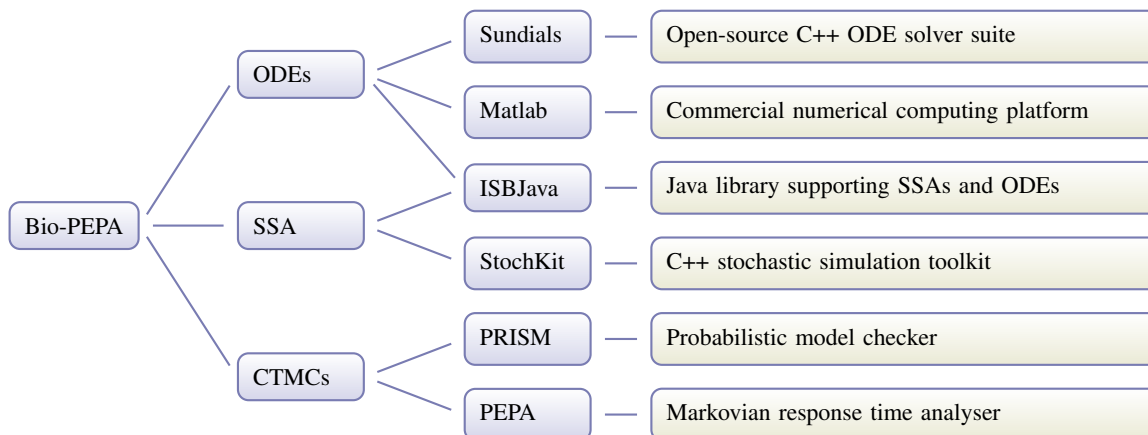 Sundials Open-source C++ ODE solver suite
ODEs
Matlab Commercial numerical computing platform
ISBJava Java library supporting SSAs and ODEs
Bio-PEPA SSA
StochKit C++ stochastic simulation toolkit
PRISM Probabilistic model checker
CTMCs
PEPA Markovian response time analyser